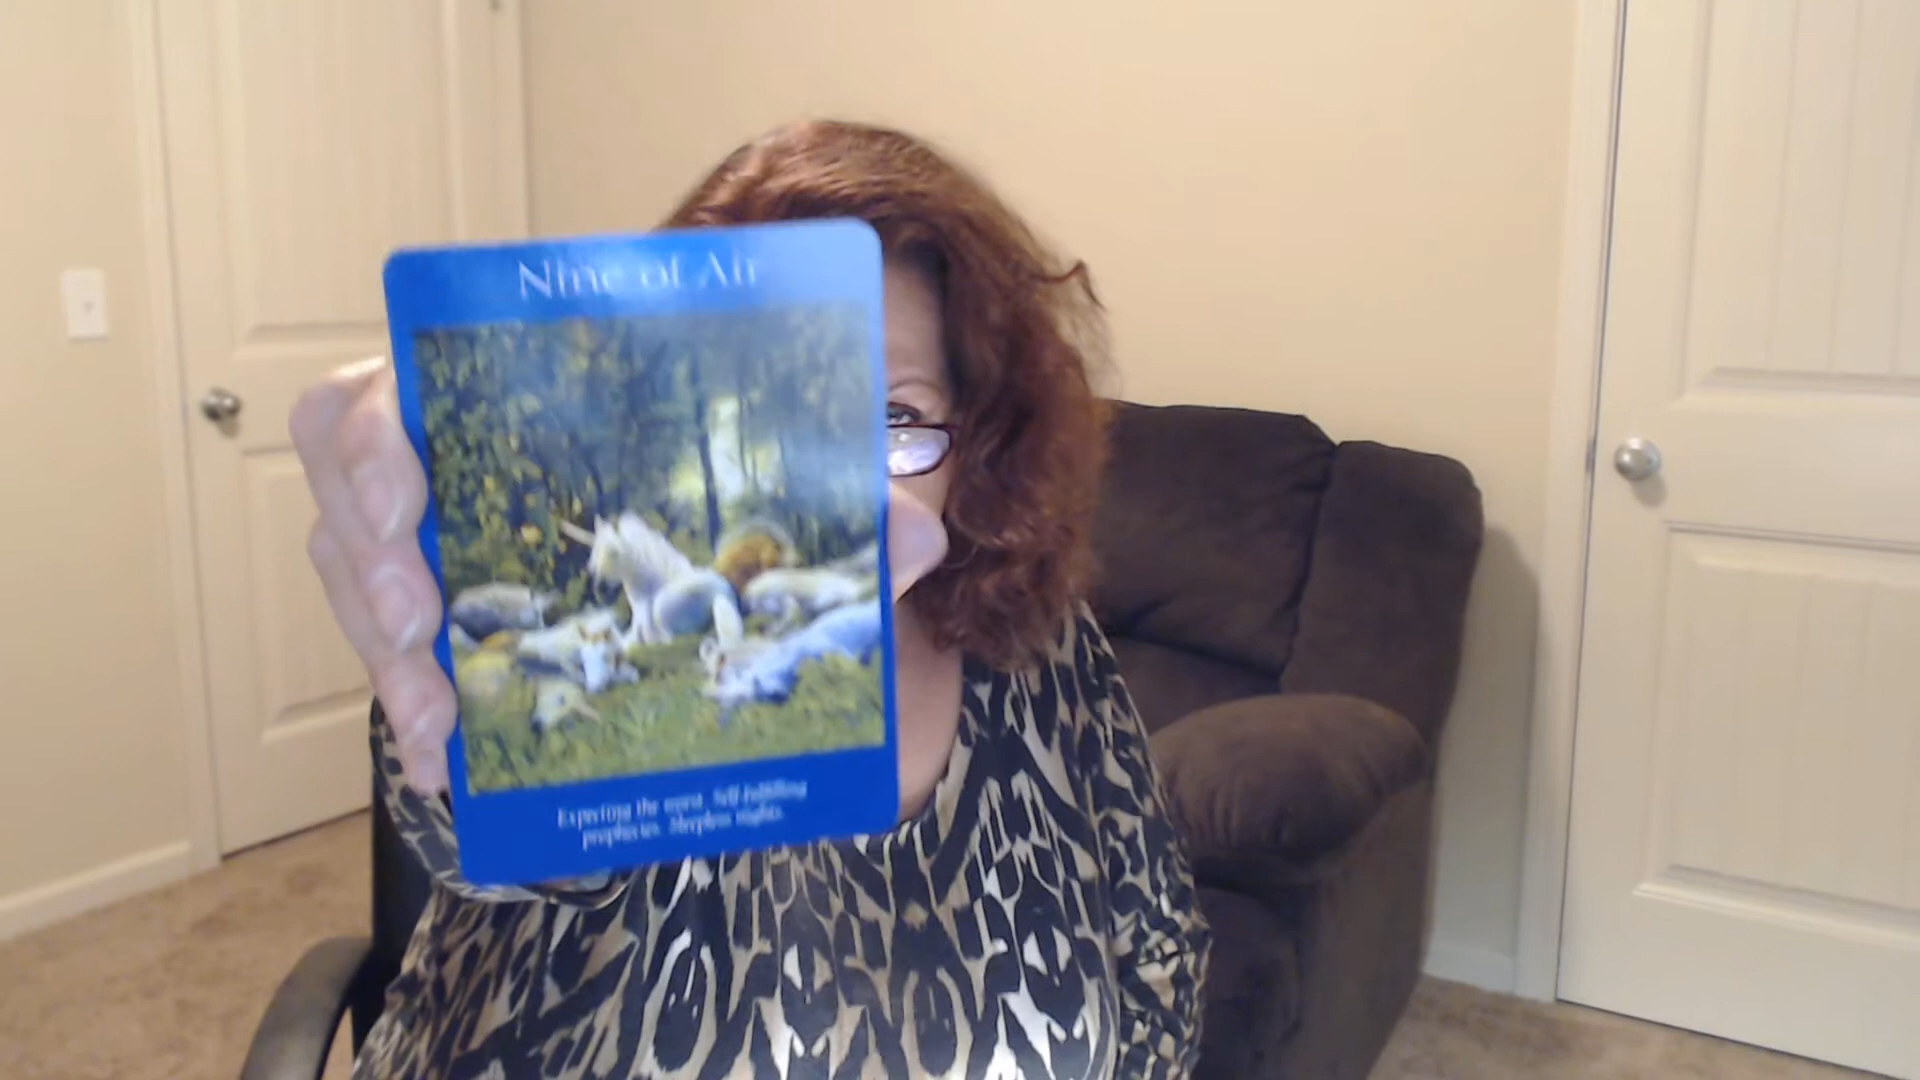 Nine of Air
Expecting the worst. Self-fulfilling
prophecies. Sleepless nights.